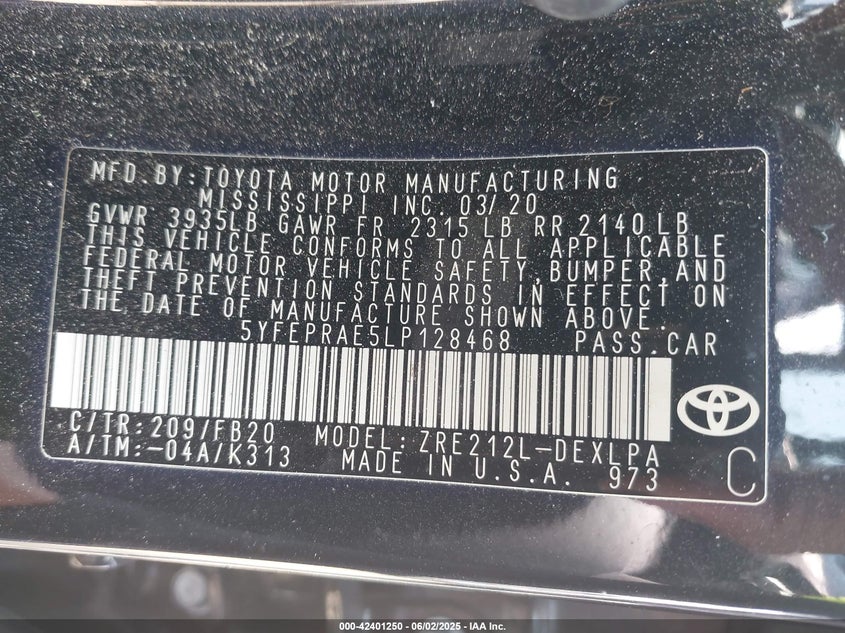 MFD.BY:TOYOTA MOTOR MANUFACTURING
MISSISSIPPI INC. 03/20
GVWR 3935LB GAWR FR 2315 LB RR 2140 LB
THIS VEHICLE CONFORMS TO ALL APPLICABLE
FEDERAL MOTOR VEHICLE SAFETY, BUMPER, AND
THEFT PREVENTION STANDARDS IN EFFECT ON
THE DATE OF MANUFACTURE SHOWN ABOVE.
5YFEPRAE5LP128468 PASS.CAR
C/TR:209/FB20 MODEL: ZRE212L-DEXLPA
A/TM:-04A/K313 MADE IN U.S.A. 973 C
000-42401250 - 06/02/2025 - IAA Inc.